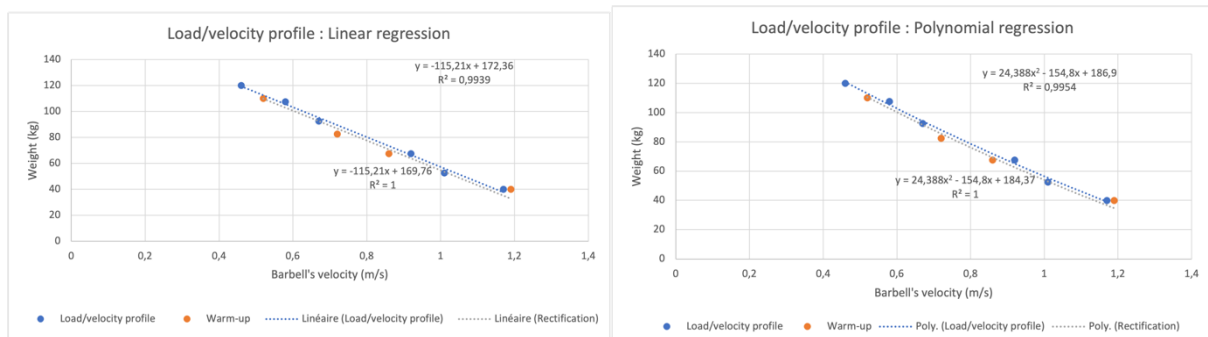 Load/velocity profile : Linear regression
140
120
100
80
60
40
20
0
Weight (kg)
y = -115,21x + 172,36
R² = 0,9939
y = -115,21x + 169,76
R² = 1
0 0,2 0,4 0,6 0,8 1 1,2 1,4
Barbell's velocity (m/s)
Load/velocity profile Warm-up Linéaire (Load/velocity profile) Linéaire (Rectification)
Load/velocity profile : Polynomial regression
140
120
100
80
60
40
20
0
Weight (kg)
y = 24,388x² - 154,8x + 186,9
R² = 0,9954
y = 24,388x² - 154,8x + 184,37
R² = 1
0 0,2 0,4 0,6 0,8 1 1,2 1,4
Barbell's velocity (m/s)
Load/velocity profile Warm-up Poly. (Load/velocity profile) Poly. (Rectification)